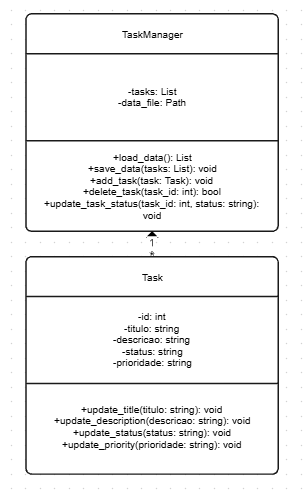 TaskManager
-tasks: List
-data_file: Path
+load_data(): List
+save_data(tasks: List): void
+add_task(task: Task): void
+delete_task(task_id: int): bool
+update_task_status(task_id: int, status: string):
void
1
*
Task
-id: int
-titulo: string
-descricao: string
-status: string
-prioridade: string
+update_title(titulo: string): void
+update_description(descricao: string): void
+update_status(status: string): void
+update_priority(prioridade: string): void